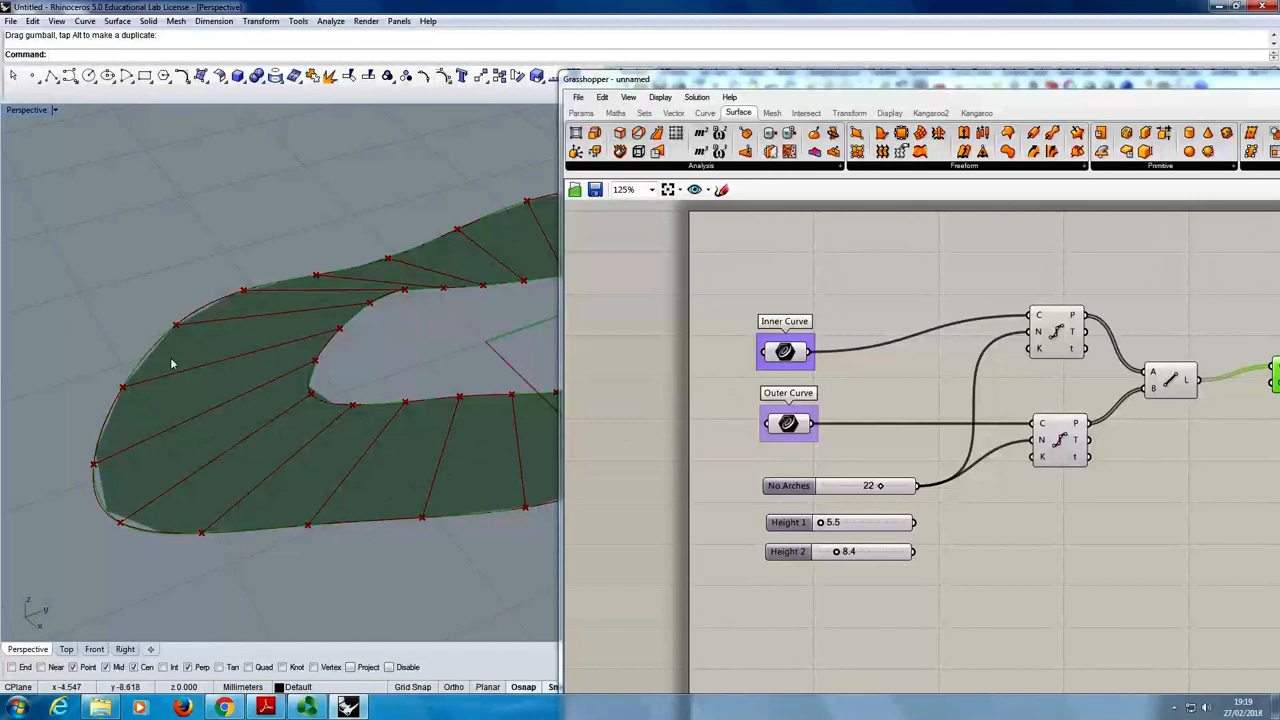 Untitled - Rhinoceros 5.0 Educational Lab License - [Perspective]
File Edit View Curve Surface Solid Mesh Dimension Transform Tools Analyze Render Panels Help
Drag gumball, tap Alt to make a duplicate:
Command:
Perspective
Grasshopper - unnamed
File Edit View Display Solution Help
Params Maths Sets Vector Curve Surface Mesh Intersect Transform Display Kangaroo2 Kangaroo
Analysis Freeform Primitive
125%
Inner Curve
C P
N T
K t
Outer Curve
A
B
L
C P
N T
K t
No.Arches 22
Height 1 5.5
Height 2 8.4
z
y
x
Perspective Top Front Right
End Near Point Mid Cen Int Perp Tan Quad Knot Vertex Project Disable
CPlane x -4.547 y -8.618 z 0.000 Millimeters Default Grid Snap Ortho Planar Osnap
19:19
27/02/2018